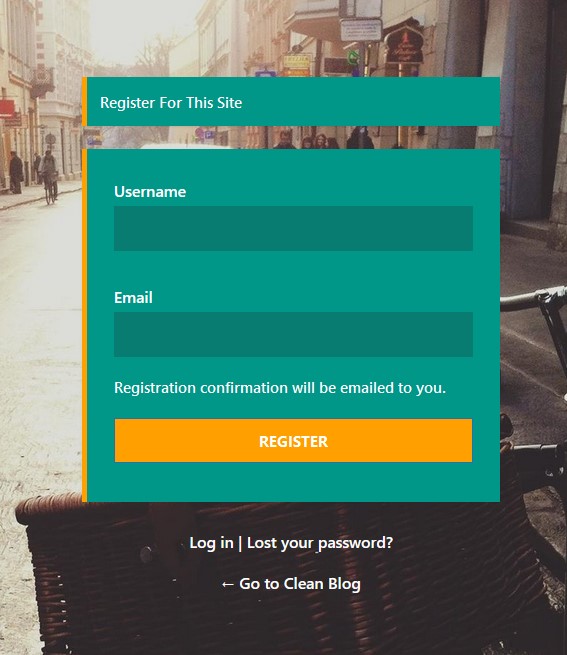 Register For This Site
Username
Email
Registration confirmation will be emailed to you.
REGISTER
Log in | Lost your password?
← Go to Clean Blog